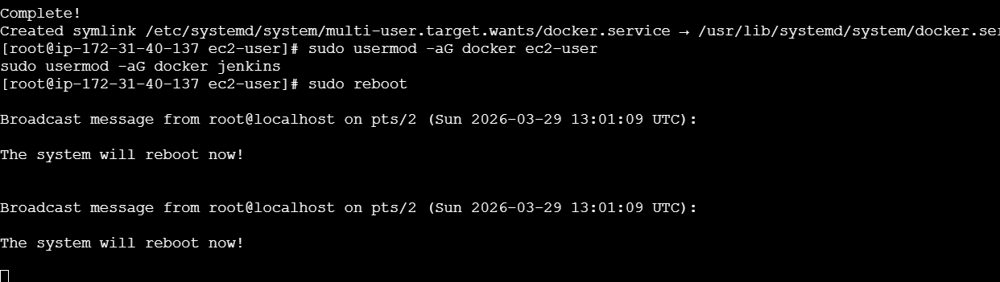 Complete!
Created symlink /etc/systemd/system/multi-user.target.wants/docker.service → /usr/lib/systemd/system/docker.se
[root@ip-172-31-40-137 ec2-user]# sudo usermod -aG docker ec2-user
sudo usermod -aG docker jenkins
[root@ip-172-31-40-137 ec2-user]# sudo reboot
Broadcast message from root@localhost on pts/2 (Sun 2026-03-29 13:01:09 UTC):
The system will reboot now!
Broadcast message from root@localhost on pts/2 (Sun 2026-03-29 13:01:09 UTC):
The system will reboot now!